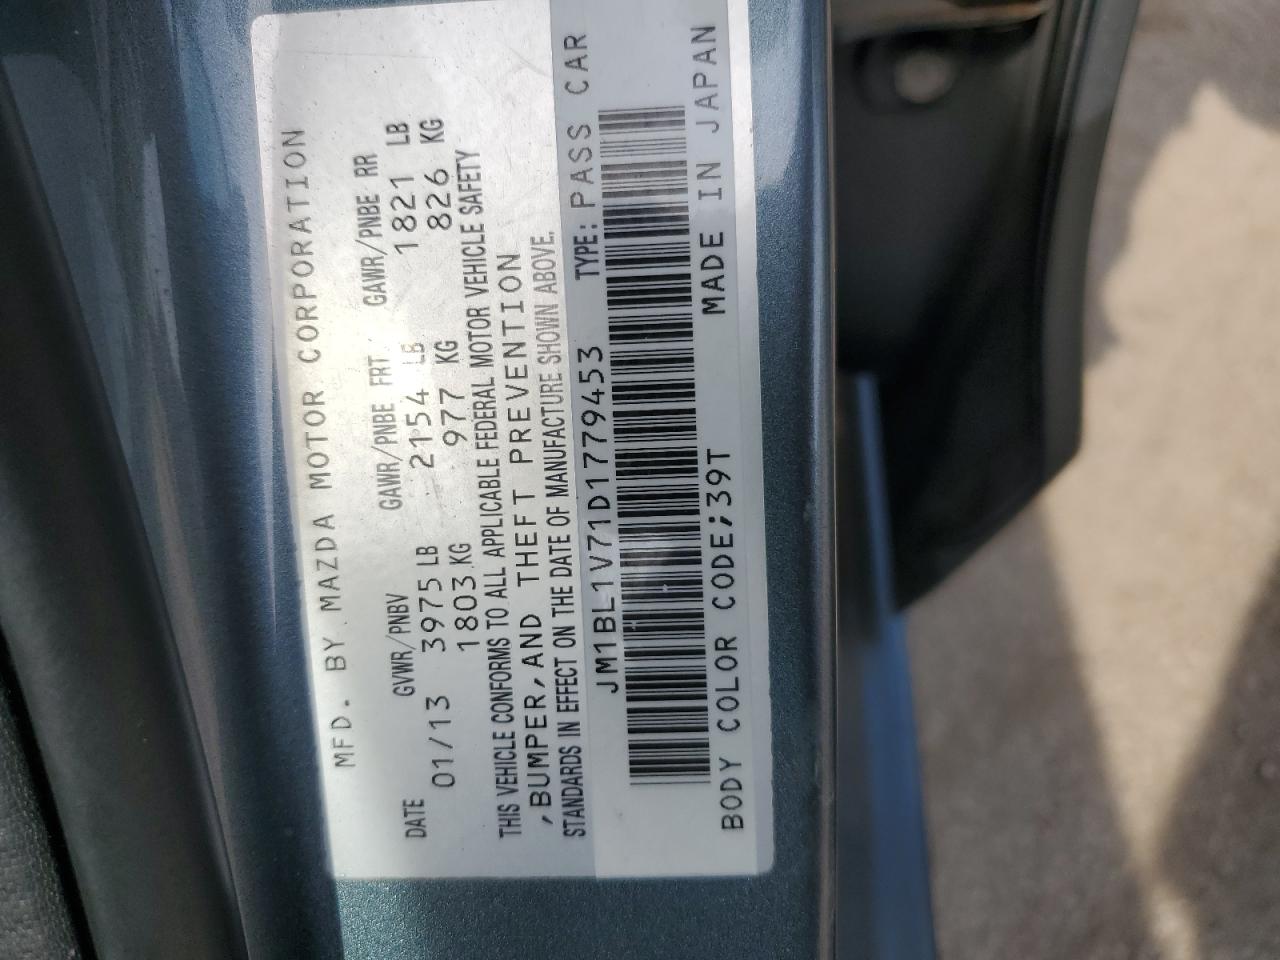 MFD. BY MAZDA MOTOR CORPORATION
DATE GVWR/PNBV GAWR/PNBE FRT. GAWR/PNBE RR
01/13 3975 LB 2154 LB 1821 LB
1803 KG 977 KG 826 KG
THIS VEHICLE CONFORMS TO ALL APPLICABLE FEDERAL MOTOR VEHICLE SAFETY
,BUMPER,AND THEFT PREVENTION
STANDARDS IN EFFECT ON THE DATE OF MANUFACTURE SHOWN ABOVE.
JM1BL1V71D1779453 TYPE: PASS CAR
BODY COLOR CODE;39T MADE IN JAPAN